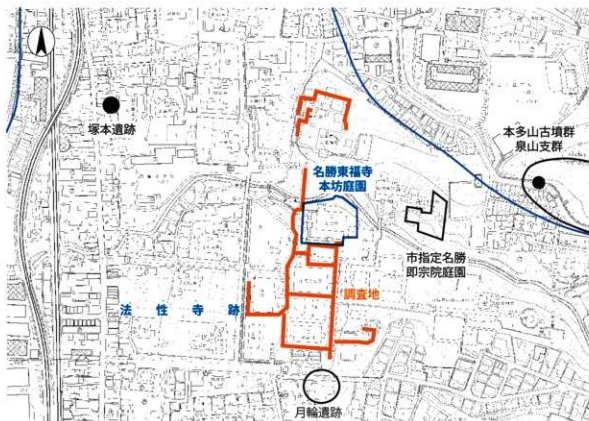 塚本遺跡
本多山古墳群
泉山支群
名勝東福寺
本坊庭園
市指定名勝
即宗院庭園
調査地
法性寺跡
月輪遺跡